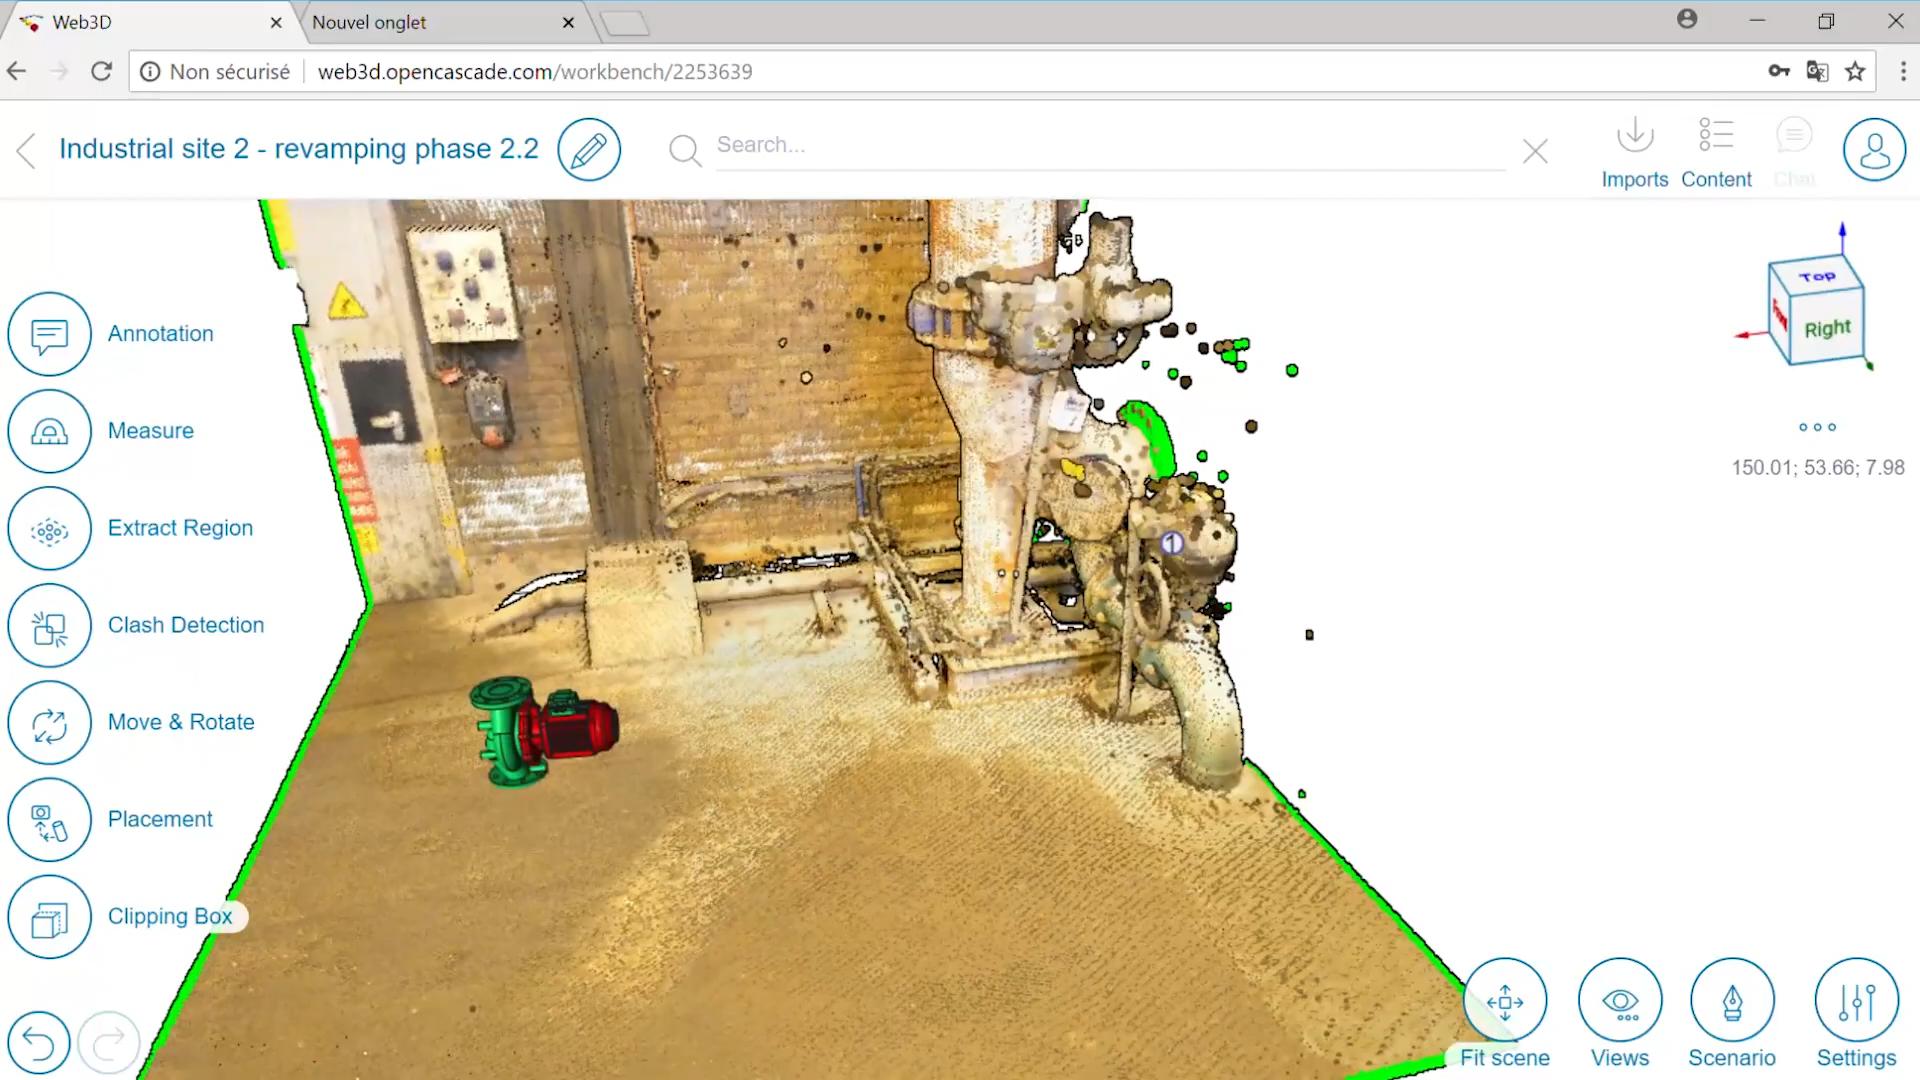 Web3D
Nouvel onglet
Non sécurisé
web3d.opencascade.com/workbench/2253639
Industrial site 2 - revamping phase 2.2
Search...
Imports
Content
Chat
Top
Right
150.01; 53.66; 7.98
Annotation
Measure
Extract Region
Clash Detection
Move & Rotate
Placement
Clipping Box
1
Fit scene
Views
Scenario
Settings